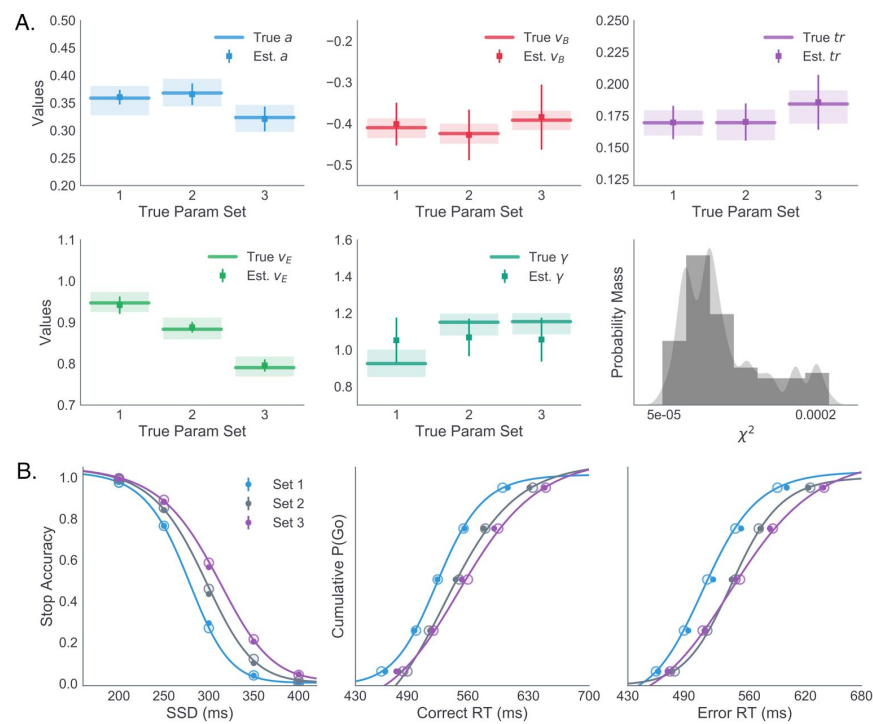 A.
0.50
0.45
0.40
0.35
0.30
0.25
0.20
Values
True a
Est. a
1 2 3
True Param Set
−0.2
−0.3
−0.4
−0.5
True vB
Est. vB
1 2 3
True Param Set
0.250
0.225
0.200
0.175
0.150
0.125
True tr
Est. tr
1 2 3
True Param Set
1.1
1.0
0.9
0.8
0.7
Values
True vE
Est. vE
1 2 3
True Param Set
1.6
1.4
1.2
1.0
0.8
True γ
Est. γ
1 2 3
True Param Set
Probability Mass
5e-05 0.0002
χ2
B.
1.0
0.8
0.6
0.4
0.2
0.0
Stop Accuracy
Set 1
Set 2
Set 3
200 250 300 350 400
SSD (ms)
Cumulative P(Go)
430 490 560 630 700
Correct RT (ms)
430 490 560 620 680
Error RT (ms)